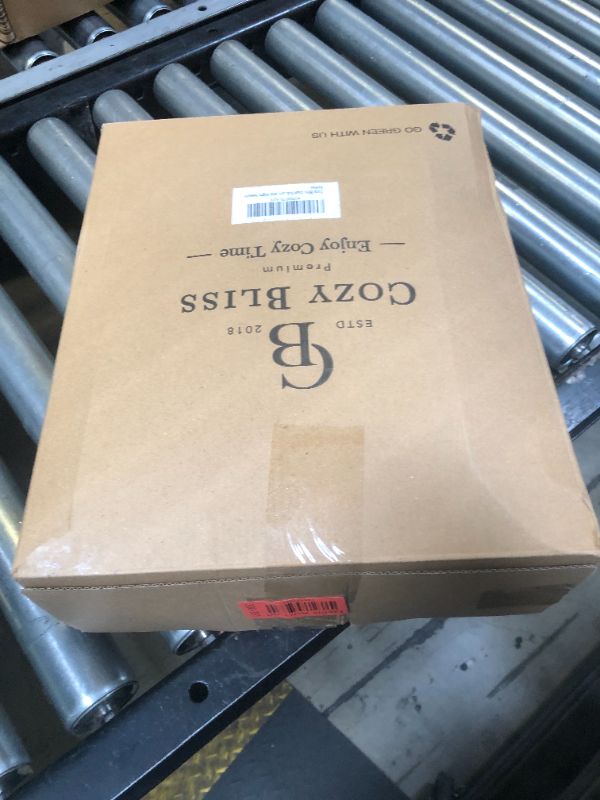 CB
ESTD 2018
COZY BLISS
Premium
— Enjoy Cozy Time —
GO GREEN WITH US